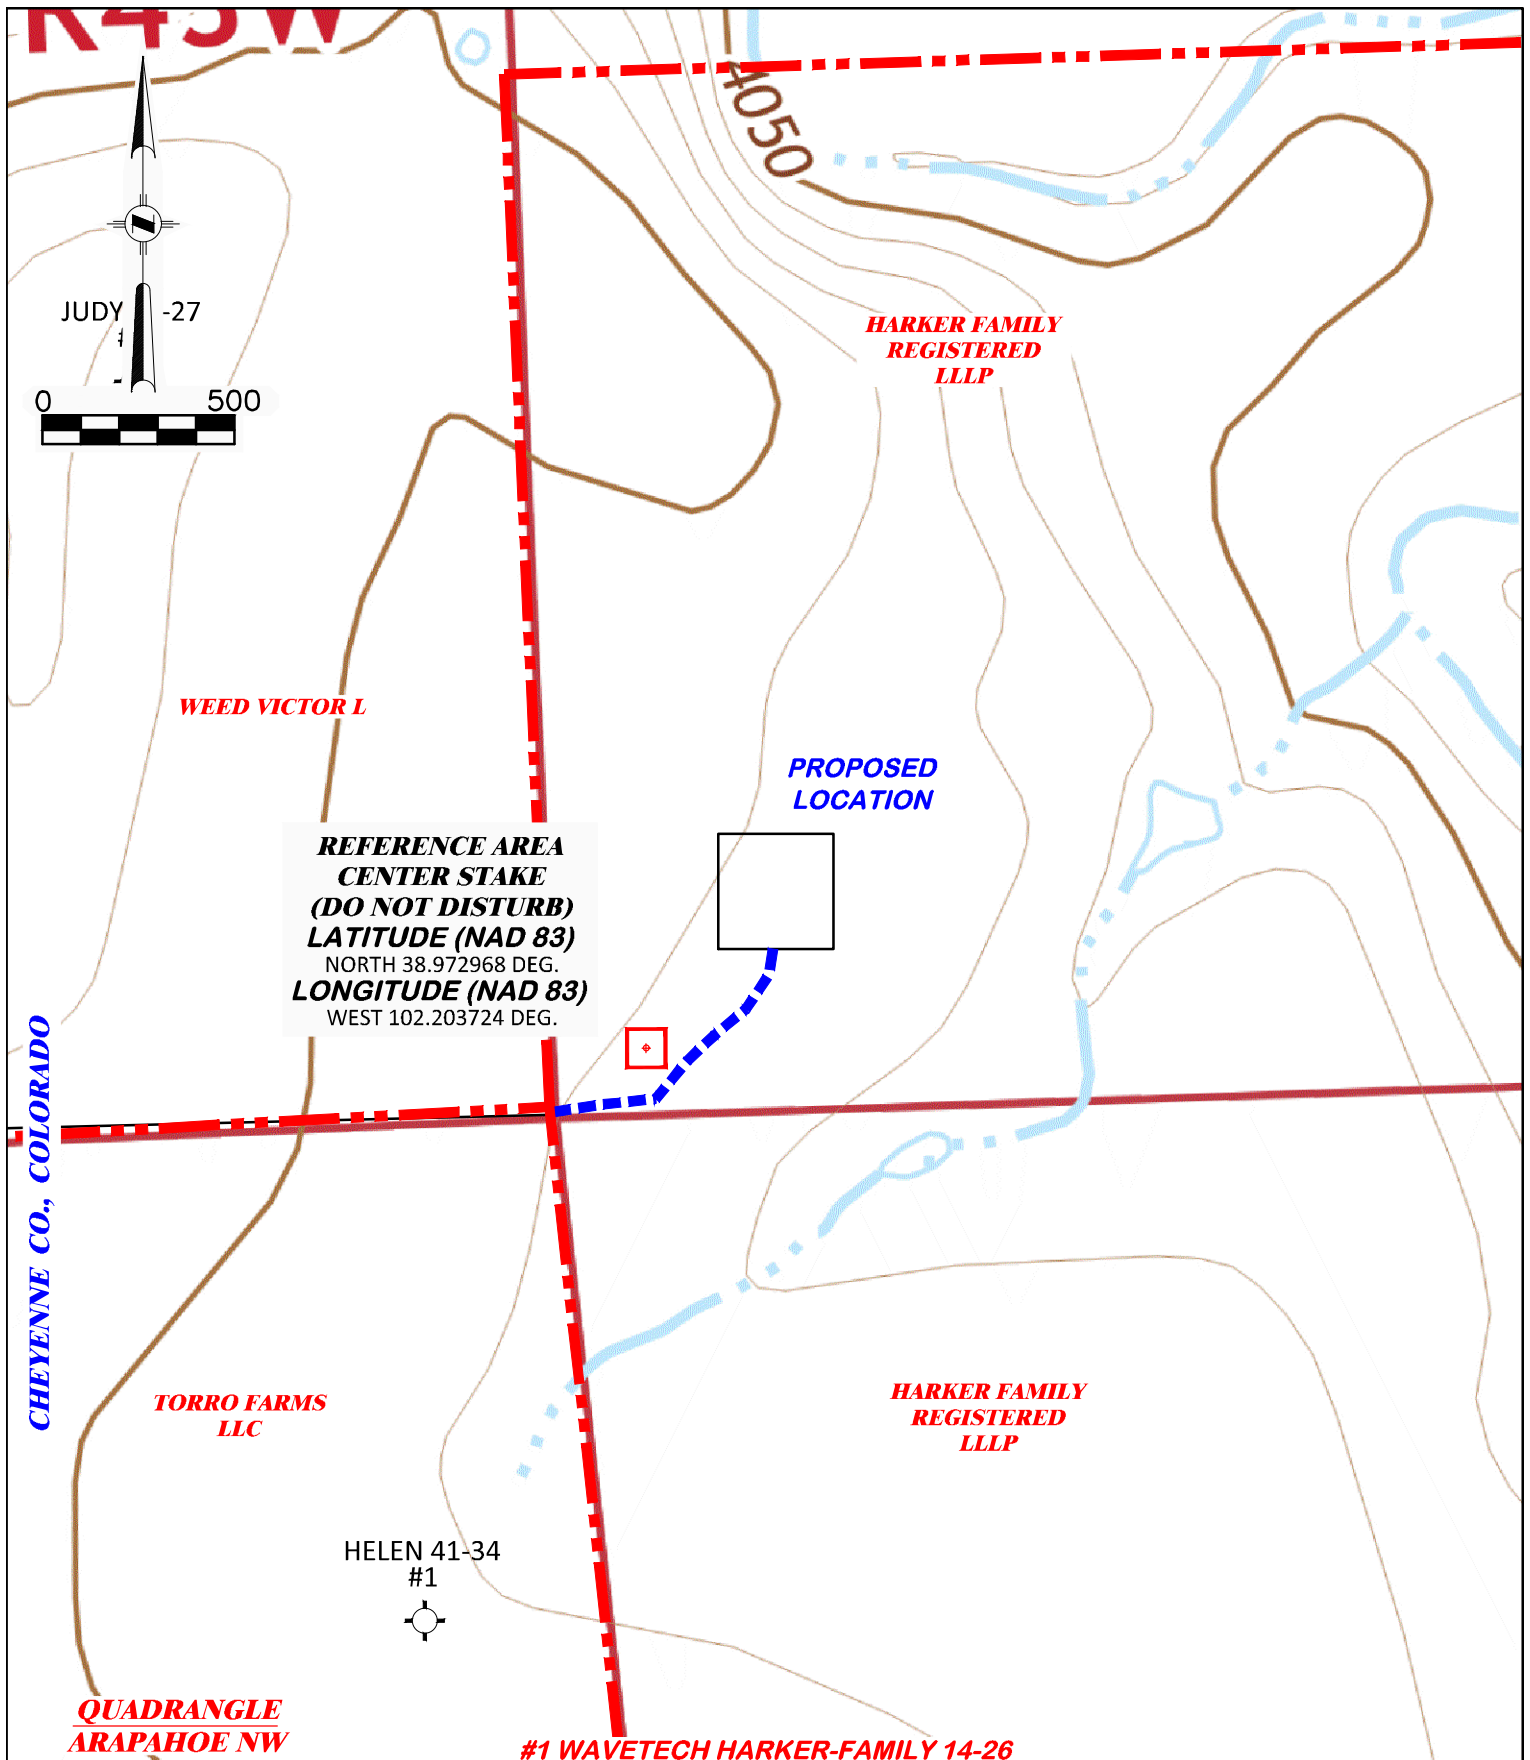 R45W
4050
JUDY -27
0 500
HARKER FAMILY
REGISTERED
LLLP
WEED VICTOR L
PROPOSED
LOCATION
REFERENCE AREA
CENTER STAKE
(DO NOT DISTURB)
LATITUDE (NAD 83)
NORTH 38.972968 DEG.
LONGITUDE (NAD 83)
WEST 102.203724 DEG.
CHEYENNE CO., COLORADO
TORRO FARMS
LLC
HARKER FAMILY
REGISTERED
LLLP
HELEN 41-34
#1
QUADRANGLE
ARAPAHOE NW
#1 WAVETECH HARKER-FAMILY 14-26